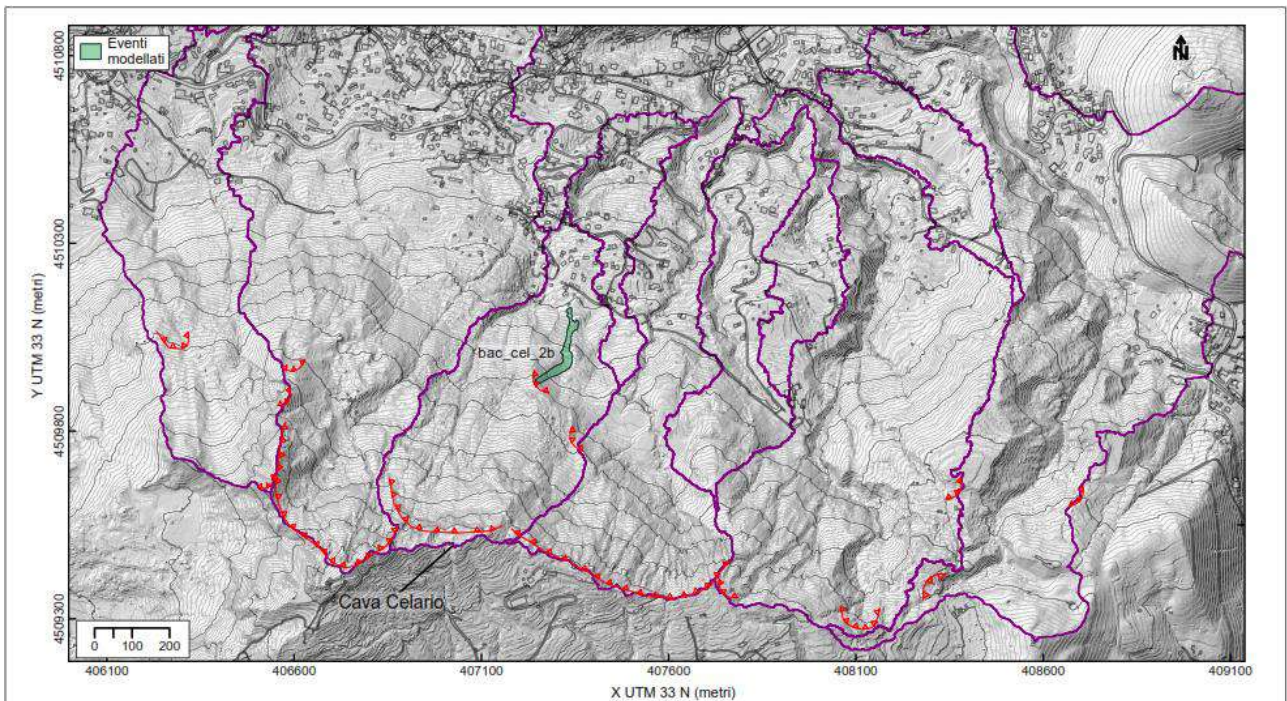 Eventi
modellati
N
4510800
4510300
4509800
4509300
Y UTM 33 N (metri)
bac_cel_2b
Cava Celario
0 100 200
406100 406600 407100 407600 408100 408600 409100
X UTM 33 N (metri)